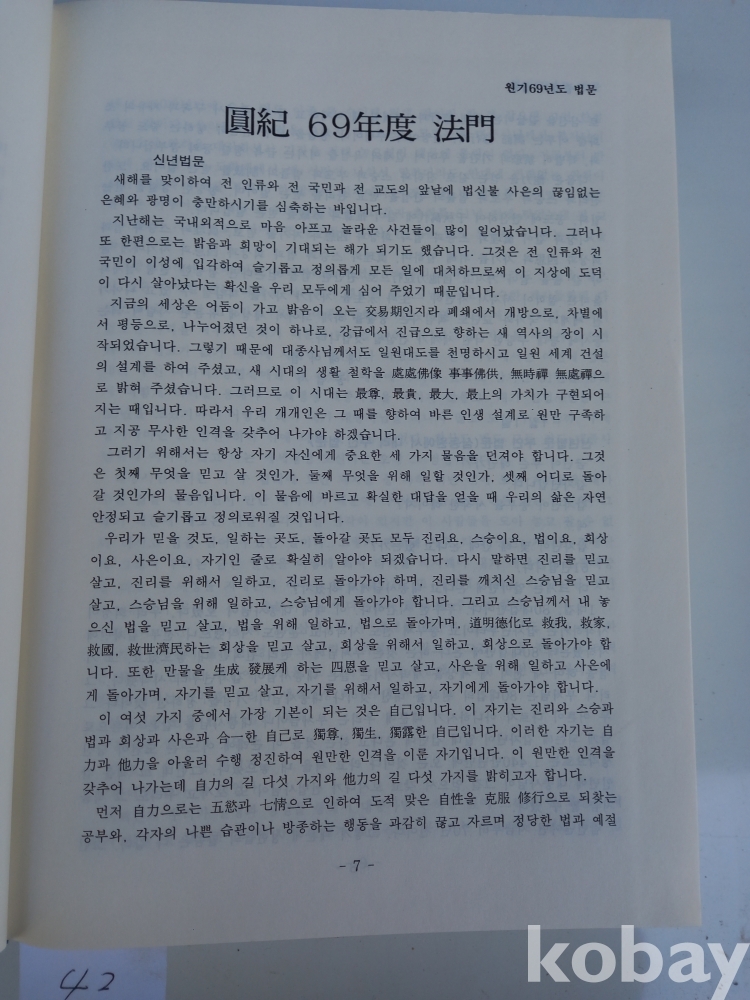 원기69년도 법문
圓紀 69年度 法門
신년법문
새해를 맞이하여 전 인류와 전 국민과 전 교도의 앞날에 법신불 사은의 끊임없는
은혜와 광명이 충만하시기를 심축하는 바입니다.
지난해는 국내외적으로 마음 아프고 놀라운 사건들이 많이 일어났습니다. 그러나
또 한편으로는 밝음과 희망이 기대되는 해가 되기도 했습니다. 그것은 전 인류와 전
국민이 이성에 입각하여 슬기롭고 정의롭게 모든 일에 대처하므로써 이 지상에 도덕
이 다시 살아났다는 확신을 우리 모두에게 심어 주었기 때문입니다.
지금의 세상은 어둠이 가고 밝음이 오는 交易期인지라 폐쇄에서 개방으로, 차별에
서 평등으로, 나누어졌던 것이 하나로, 강급에서 진급으로 향하는 새 역사의 장이 시
작되었습니다. 그렇기 때문에 대종사님께서도 일원대도를 천명하시고 일원 세계 건설
의 설계를 하여 주셨고, 새 시대의 생활 철학을 處處佛像 事事佛供, 無時禪 無處禪으
로 밝혀 주셨습니다. 그러므로 이 시대는 最尊, 最貴, 最大, 最上의 가치가 구현되어
지는 때입니다. 따라서 우리 개개인은 그 때를 향하여 바른 인생 설계로 원만 구족하
고 지공 무사한 인격을 갖추어 나가야 하겠습니다.
그러기 위해서는 항상 자기 자신에게 중요한 세 가지 물음을 던져야 합니다. 그것
은 첫째 무엇을 믿고 살 것인가, 둘째 무엇을 위해 일할 것인가, 셋째 어디로 돌아
갈 것인가의 물음입니다. 이 물음에 바르고 확실한 대답을 얻을 때 우리의 삶은 자연
안정되고 슬기롭고 정의로워질 것입니다.
우리가 믿을 것도, 일하는 곳도, 돌아갈 곳도 모두 진리요, 스승이요, 법이요, 회상
이요, 사은이요, 자기인 줄로 확실히 알아야 되겠습니다. 다시 말하면 진리를 믿고
살고, 진리를 위해서 일하고, 진리로 돌아가야 하며, 진리를 깨치신 스승님을 믿고
살고, 스승님을 위해 일하고, 스승님에게 돌아가야 합니다. 그리고 스승님께서 내 놓
으신 법을 믿고 살고, 법을 위해 일하고, 법으로 돌아가며, 道明德化로 救我, 救家,
救國, 救世濟民하는 회상을 믿고 살고, 회상을 위해서 일하고, 회상으로 돌아가야 합
니다. 또한 만물을 生成 發展케 하는 四恩을 믿고 살고, 사은을 위해 일하고 사은에
게 돌아가며, 자기를 믿고 살고, 자기를 위해서 일하고, 자기에게 돌아가야 합니다.
이 여섯 가지 중에서 가장 기본이 되는 것은 自己입니다. 이 자기는 진리와 스승과
법과 회상과 사은과 合一한 自己로 獨尊, 獨生, 獨露한 自己입니다. 이러한 자기는 自
力과 他力을 아울러 수행 정진하여 원만한 인격을 이룬 자기입니다. 이 원만한 인격을
갖추어 나가는데 自力의 길 다섯 가지와 他力의 길 다섯 가지를 밝히고자 합니다.
먼저 自力으로는 五慾과 七情으로 인하여 도적 맞은 自性을 克服 修行으로 되찾는
공부와, 각자의 나쁜 습관이나 방종하는 행동을 과감히 끊고 자르며 정당한 법과 예절
- 7 -
42
kobay